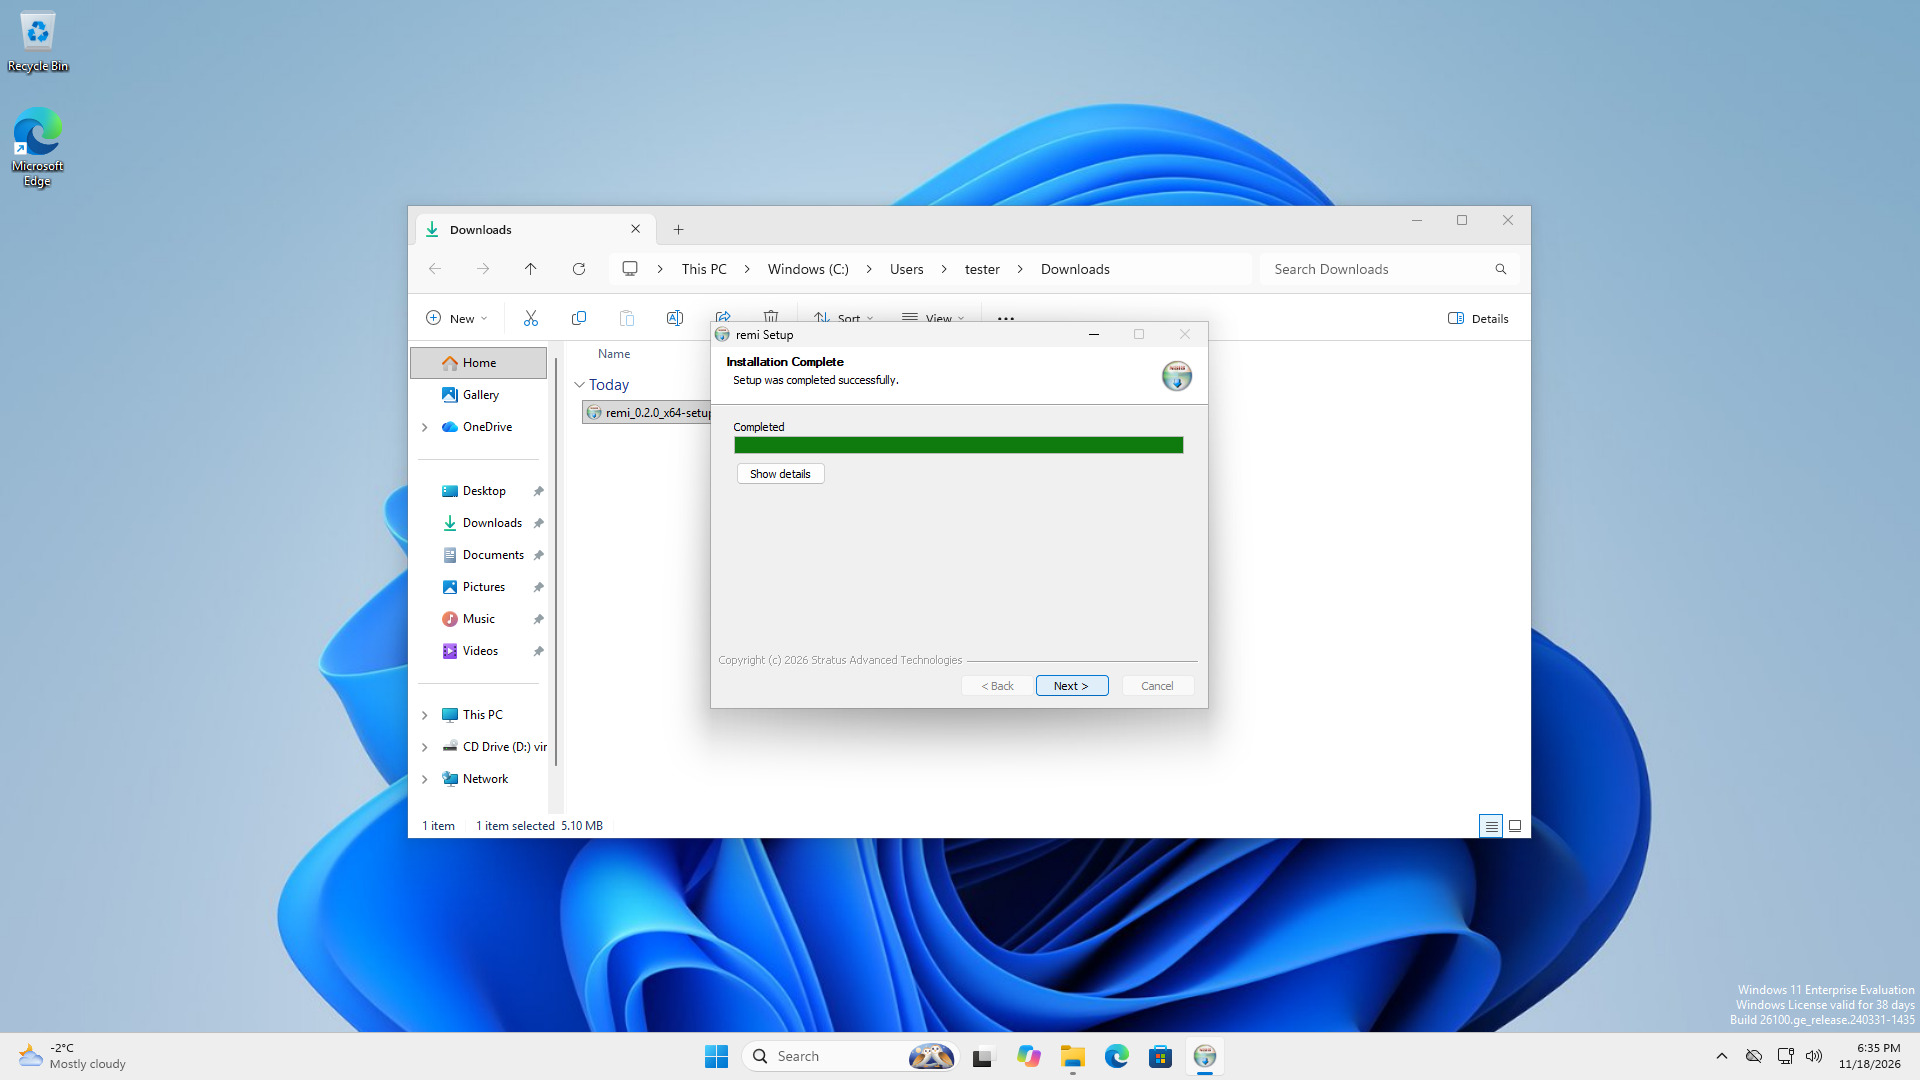 Recycle Bin
Microsoft
Edge
Downloads
This PC
Windows (C:)
Users
tester
Downloads
Search Downloads
New
Sort
View
Details
Home
Gallery
OneDrive
Desktop
Downloads
Documents
Pictures
Music
Videos
This PC
CD Drive (D:) vir
Network
Name
Today
remi_0.2.0_x64-setup
remi Setup
Installation Complete
Setup was completed successfully.
Completed
Show details
Copyright (c) 2026 Stratus Advanced Technologies
< Back
Next >
Cancel
1 item
1 item selected 5.10 MB
Windows 11 Enterprise Evaluation
Windows License valid for 38 days
Build 26100.ge_release.240331-1435
-2°C
Mostly cloudy
Search
6:35 PM
11/18/2026